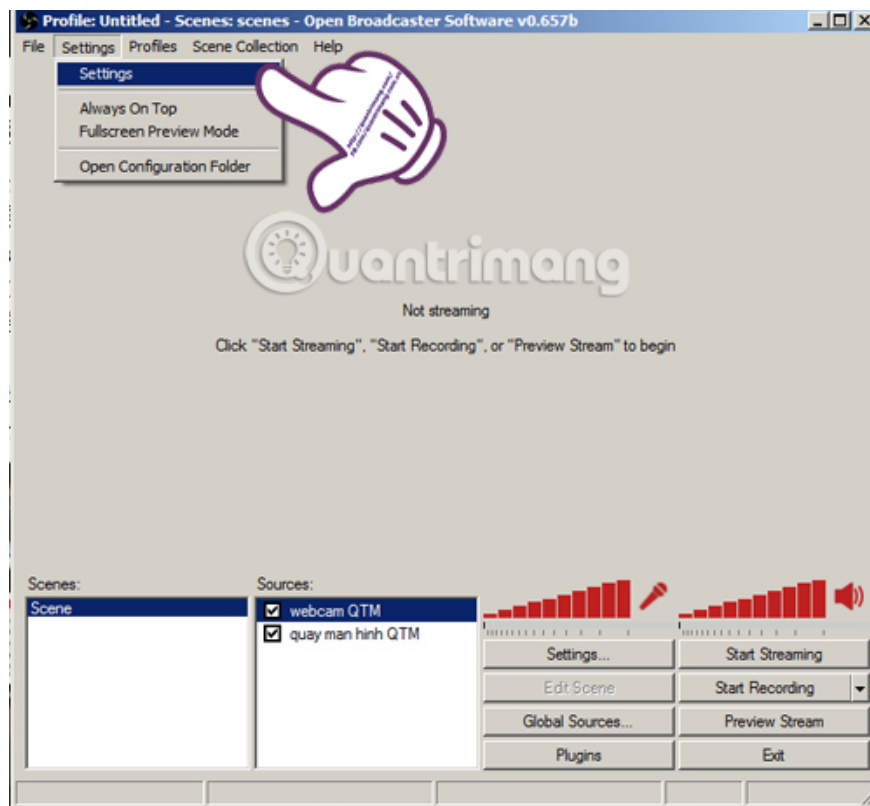 Profile: Untitled - Scenes: scenes - Open Broadcaster Software v0.657b
File Settings Profiles Scene Collection Help
Settings
Always On Top
Fullscreen Preview Mode
Open Configuration Folder
Quantrimang
Not streaming
Click "Start Streaming", "Start Recording", or "Preview Stream" to begin
Scenes:
Sources:
Scene
webcam QTM
quay man hinh QTM
Settings...
Start Streaming
Edit Scene
Start Recording
Global Sources...
Preview Stream
Plugins
Exit